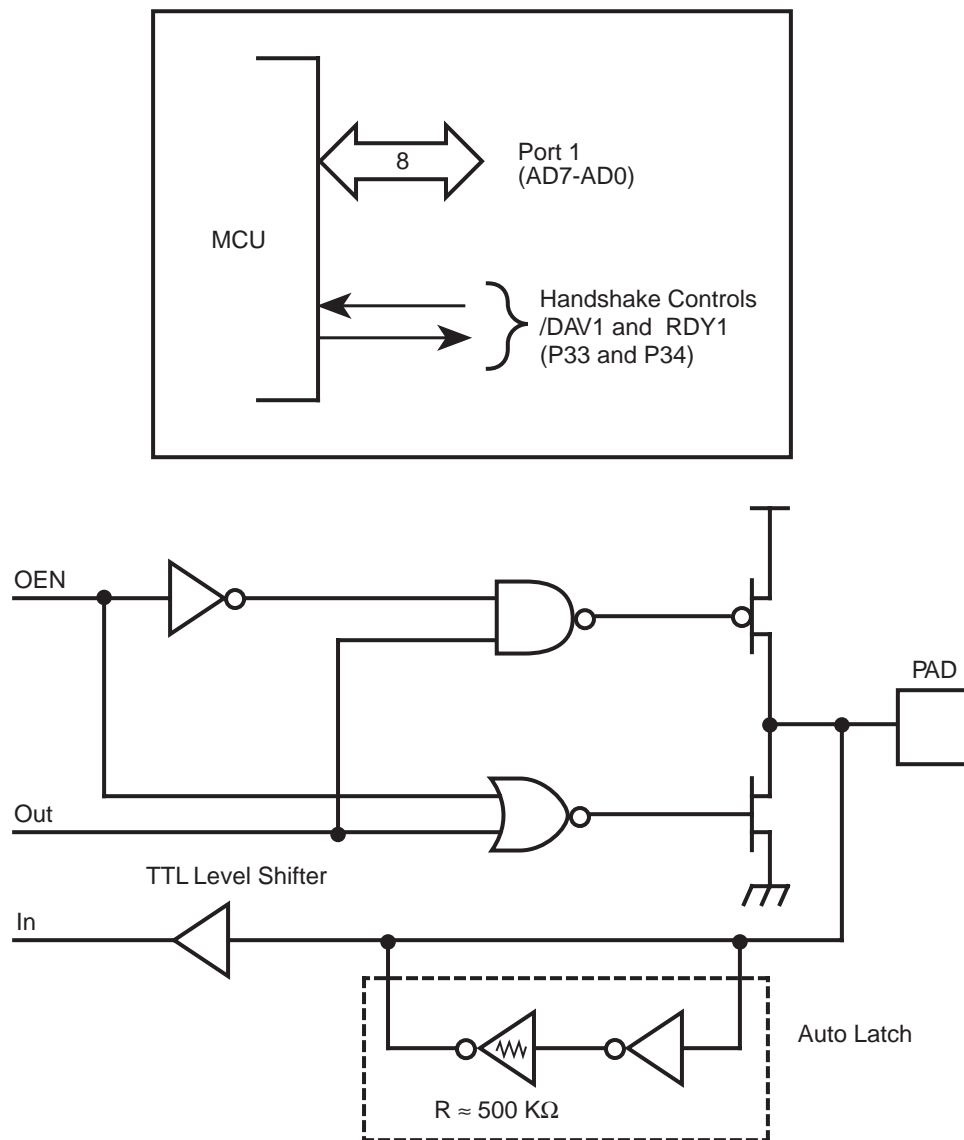 8
Port 1
(AD7-AD0)
MCU
Handshake Controls
/DAV1 and RDY1
(P33 and P34)
OEN
PAD
Out
TTL Level Shifter
In
Auto Latch
R ≈ 500 KΩ